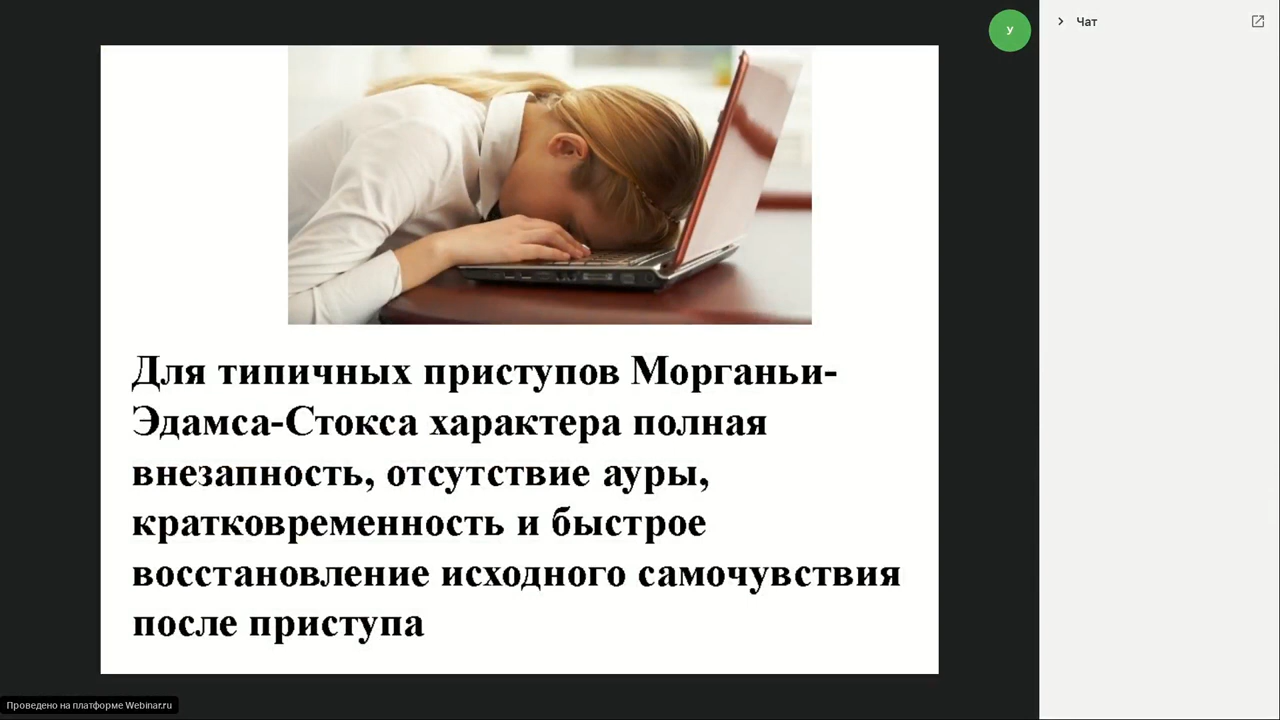 У
Чат
Для типичных приступов Морганьи-
Эдамса-Стокса характера полная
внезапность, отсутствие ауры,
кратковременность и быстрое
восстановление исходного самочувствия
после приступа
Проведено на платформе Webinar.ru